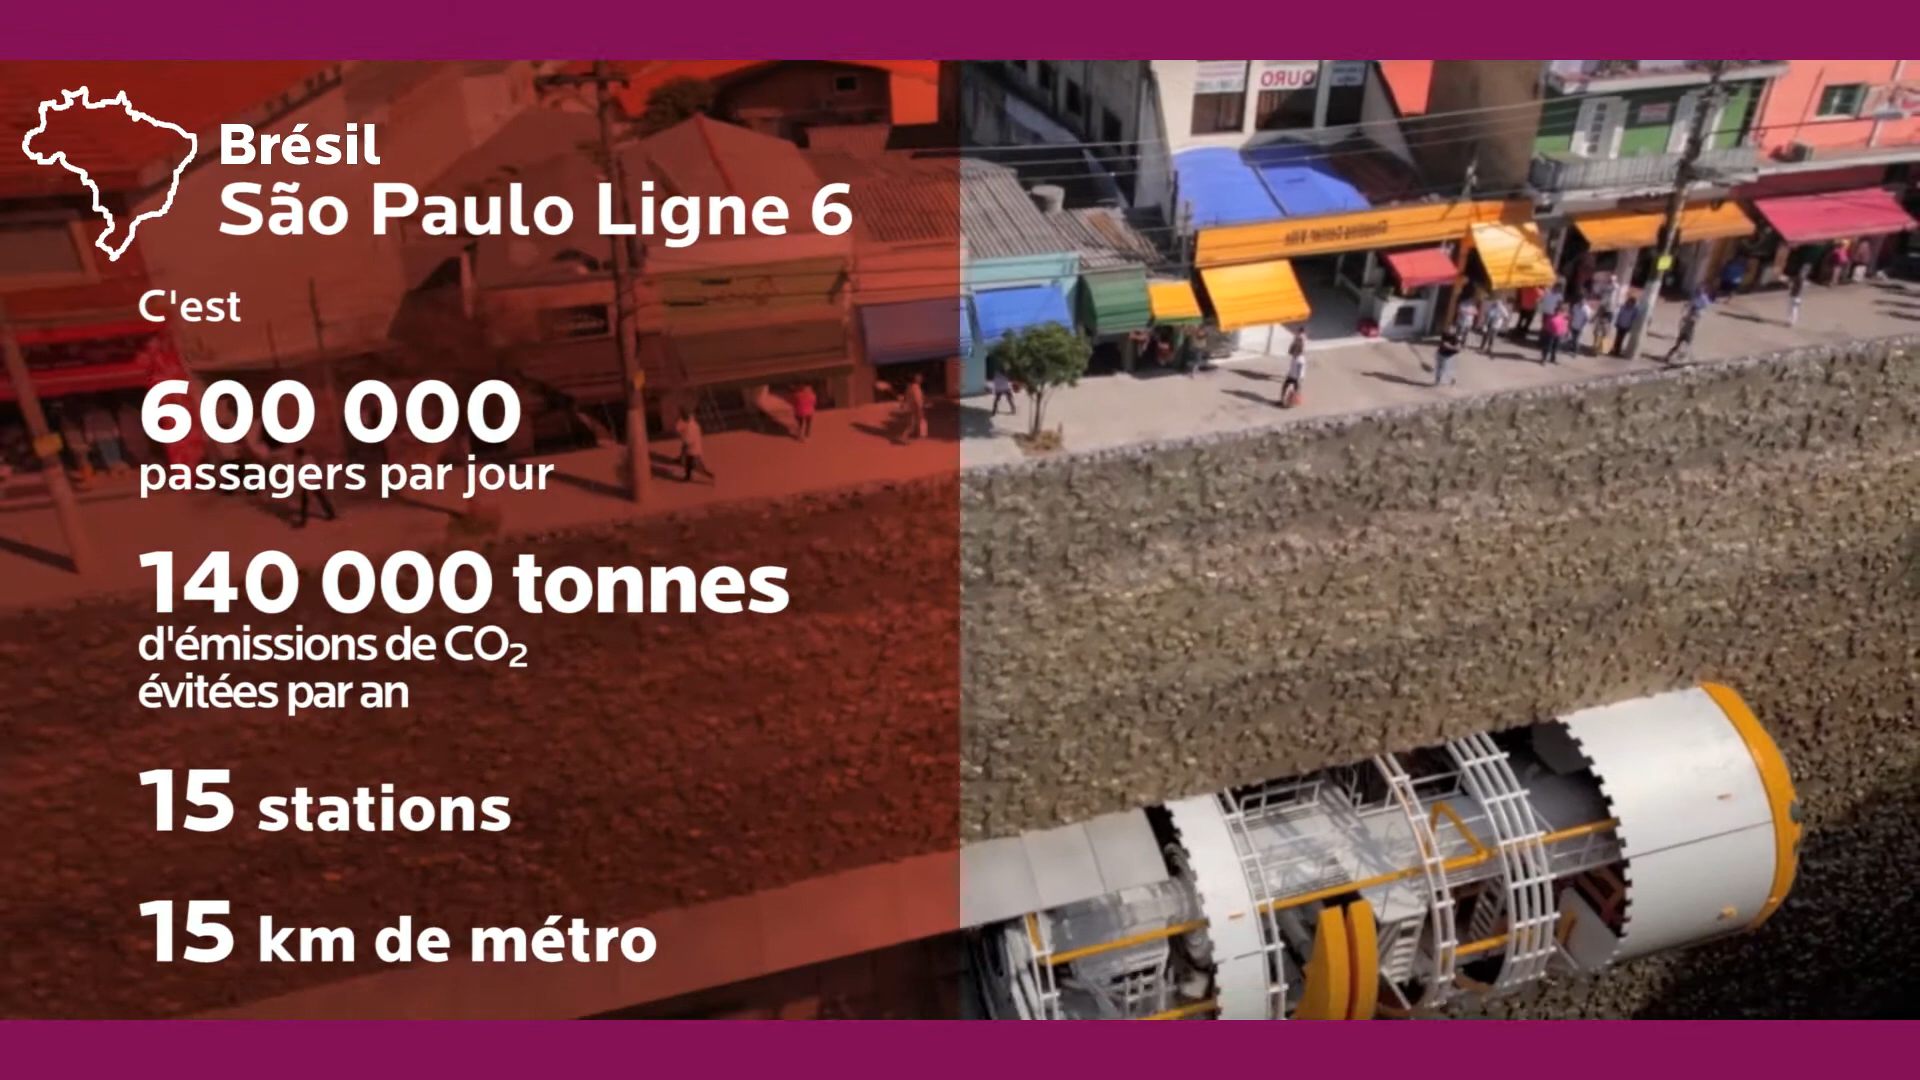 Brésil
São Paulo Ligne 6
C'est
600 000
passagers par jour
140 000 tonnes
d'émissions de CO₂
évitées par an
15 stations
15 km de métro
OURO